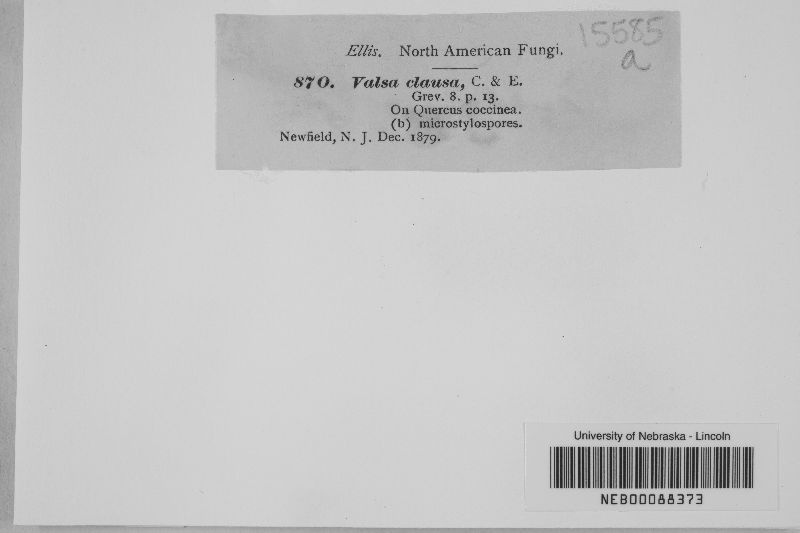 15585
a
Ellis. North American Fungi.
870. Valsa clausa, C. & E.
Grev. 8. p. 13.
On Quercus coccinea.
(b) microstylospores.
Newfield, N. J. Dec. 1879.
University of Nebraska - Lincoln
NEB00088373